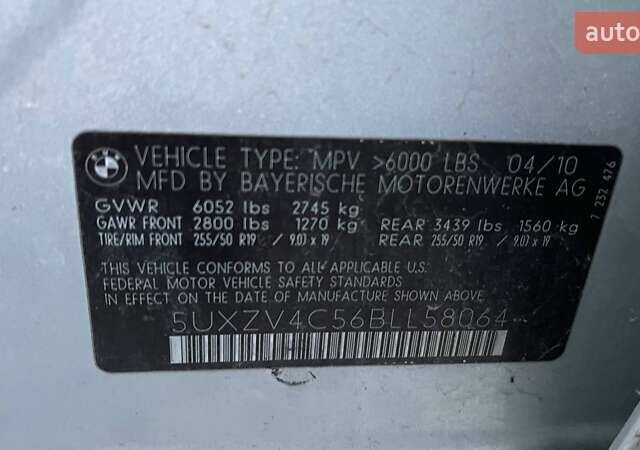 auto
BMW
VEHICLE TYPE: MPV >6000 LBS 04/10
MFD BY BAYERISCHE MOTORENWERKE AG
GVWR 6052 lbs 2745 kg
GAWR FRONT 2800 lbs 1270 kg REAR 3439 lbs 1560 kg
TIRE/RIM FRONT 255/50 R19 / 9.0J x 19 REAR 255/50 R19 / 9.0J x 19
THIS VEHICLE CONFORMS TO ALL APPLICABLE U.S.
FEDERAL MOTOR VEHICLE SAFETY STANDARDS
IN EFFECT ON THE DATE OF MANUFACTURE SHOWN ABOVE.
5UXZV4C56BLL58064
7 232 476